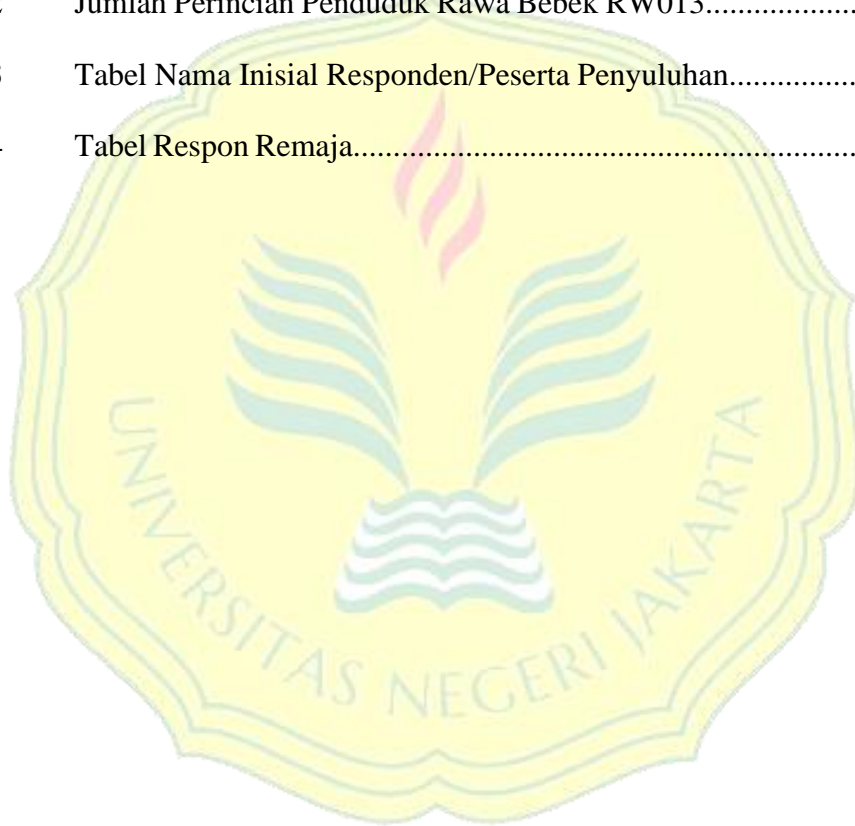 Jumlah Perincian Penduduk Rawa Bebek RW013....................
Tabel Nama Inisial Responden/Peserta Penyuluhan.................
Tabel Respon Remaja..........................................................................
UNIVERSITAS NEGERI JAKARTA